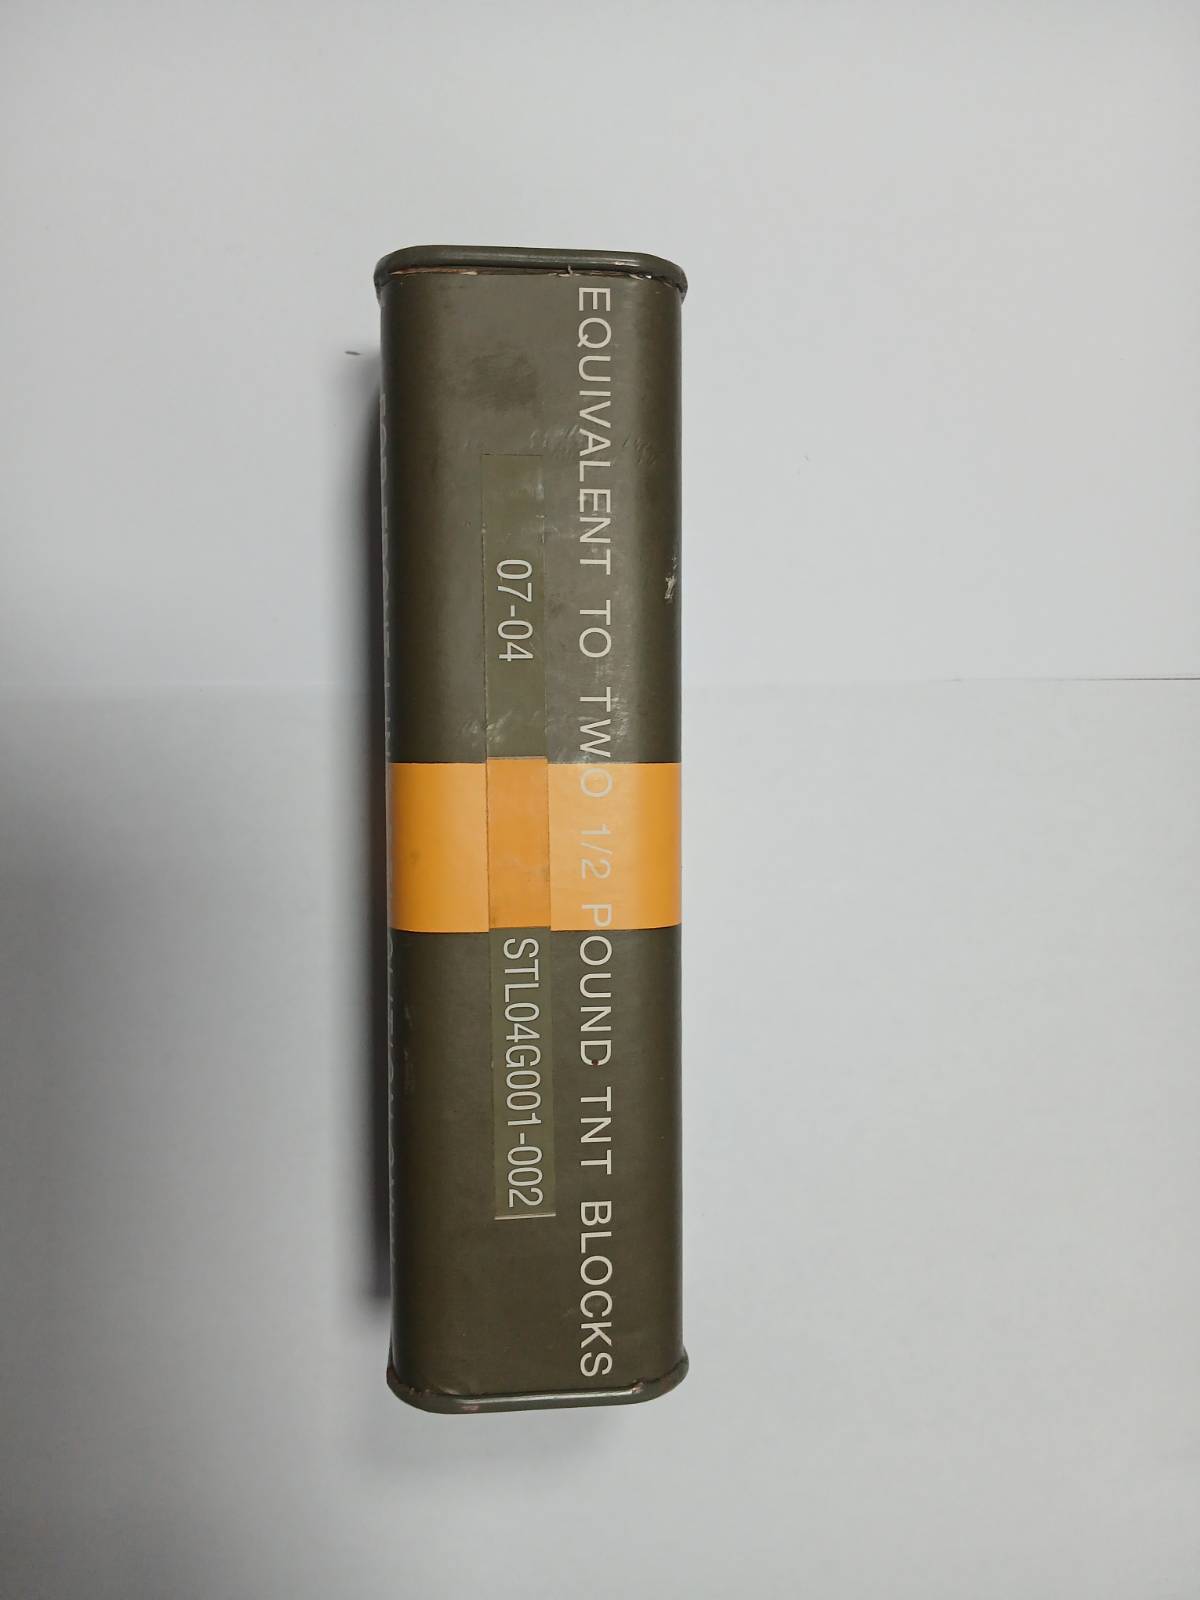 EQUIVALENT TO TWO 1/2 POUND TNT BLOCKS
07-04 STL04G001-002